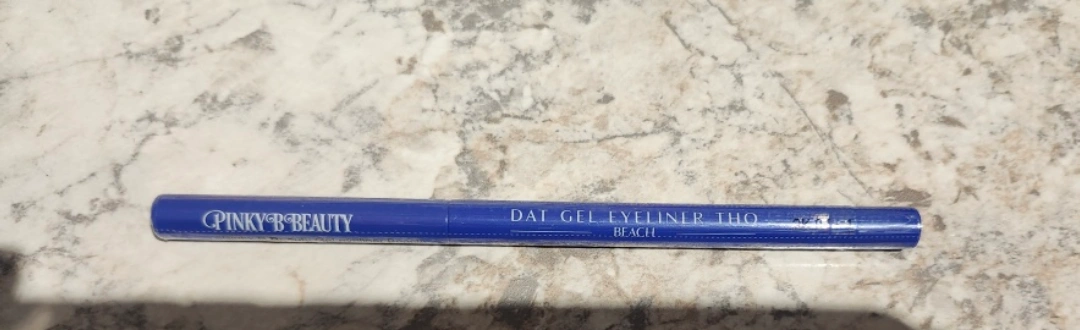 PINKY B BEAUTY
DAT GEL EYELINER THO
BEACH